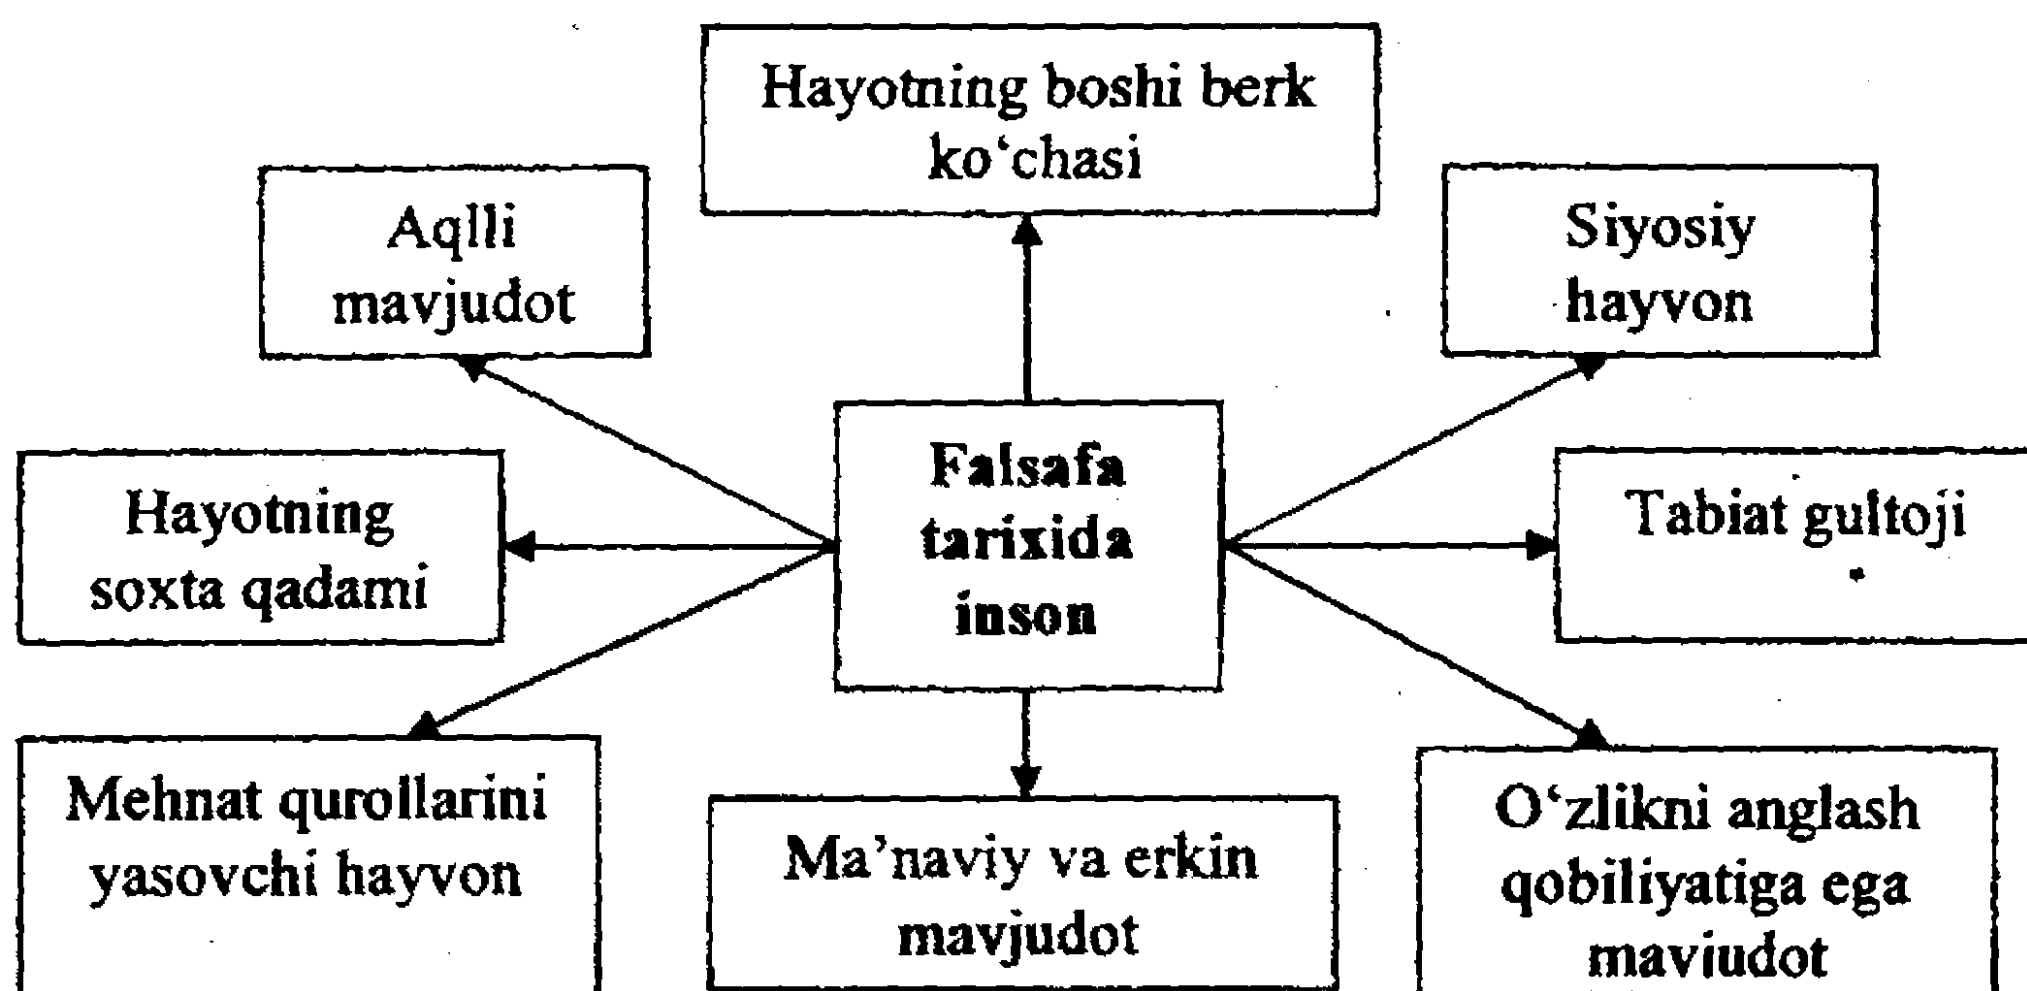 Hayotning boshi berk
ko‘chasi
Aqlli
mavjudot
Siyosiy
hayvon
Falsafa
tarixida
inson
Hayotning
soxta qadami
Tabiat gultoji
Mehnat qurollarini
yasovchi hayvon
Ma’naviy va erkin
mavjudot
O‘zlikni anglash
qobiliyatiga ega
mavjudot